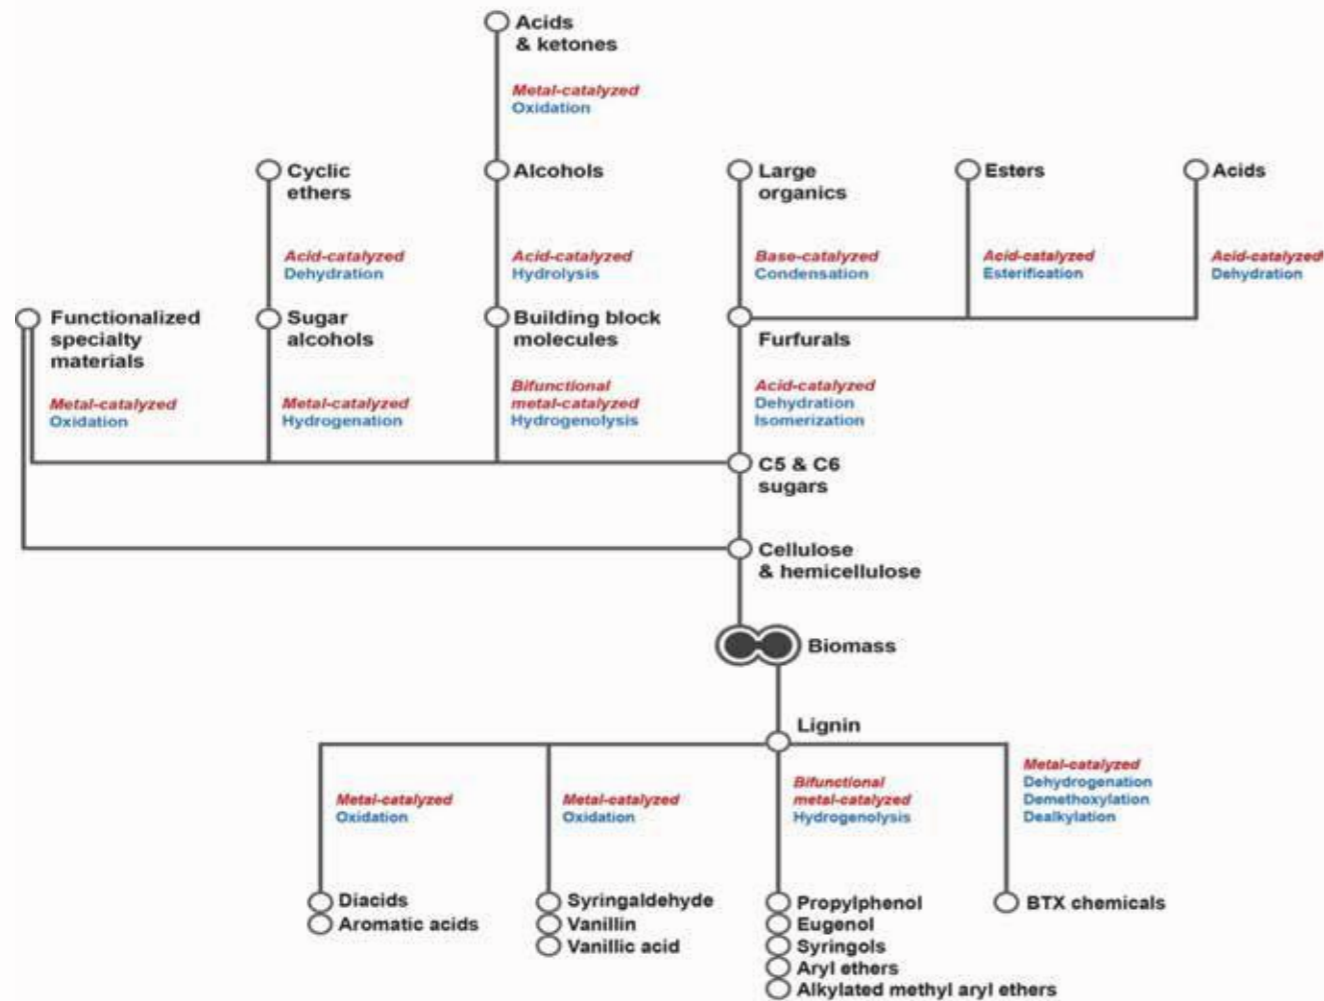 Acids
& ketones
Metal-catalyzed
Oxidation
Cyclic
ethers
Alcohols
Large
organics
Esters
Acids
Acid-catalyzed
Dehydration
Acid-catalyzed
Hydrolysis
Base-catalyzed
Condensation
Acid-catalyzed
Esterification
Acid-catalyzed
Dehydration
Functionalized
specialty
materials
Sugar
alcohols
Building block
molecules
Furfurals
Metal-catalyzed
Oxidation
Metal-catalyzed
Hydrogenation
Bifunctional
metal-catalyzed
Hydrogenolysis
Acid-catalyzed
Dehydration
Isomerization
C5 & C6
sugars
Cellulose
& hemicellulose
Biomass
Lignin
Metal-catalyzed
Oxidation
Metal-catalyzed
Oxidation
Bifunctional
metal-catalyzed
Hydrogenolysis
Metal-catalyzed
Dehydrogenation
Demethoxylation
Dealkylation
Diacids
Aromatic acids
Syringaldehyde
Vanillin
Vanillic acid
Propylphenol
Eugenol
Syringols
Aryl ethers
Alkylated methyl aryl ethers
BTX chemicals